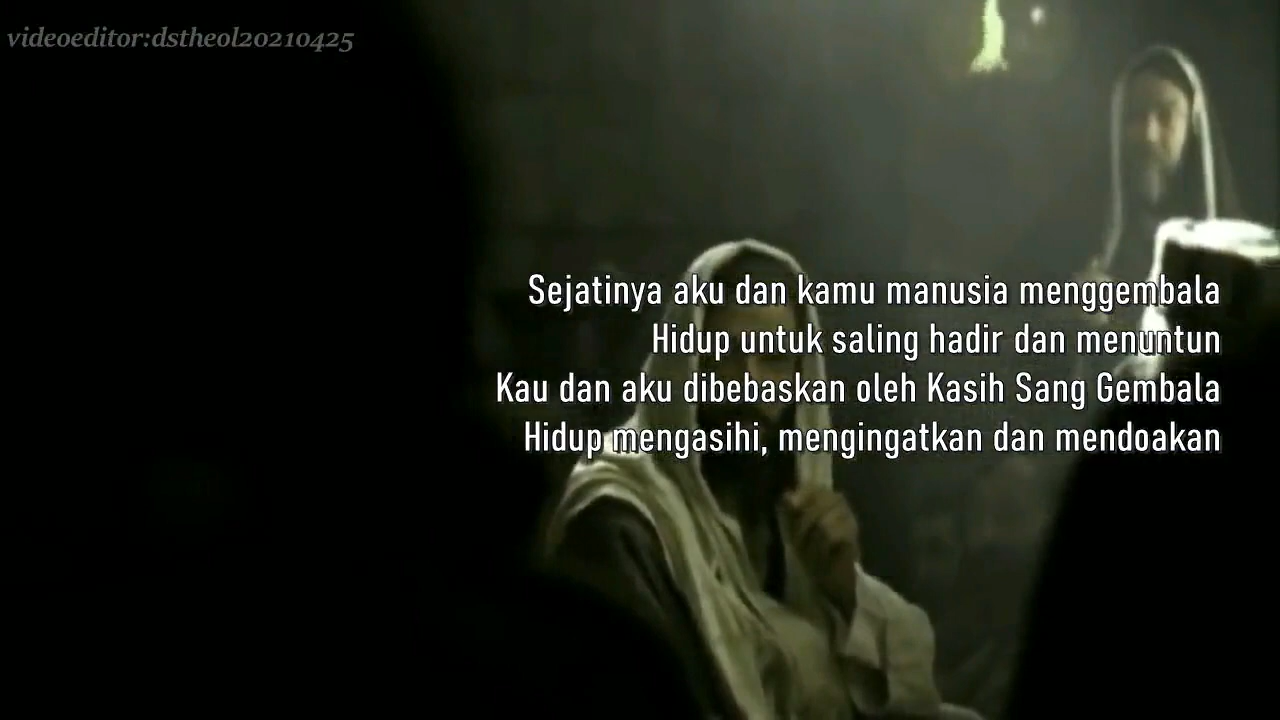 videoeditor:dstheol20210425
Sejatinya aku dan kamu manusia menggembala
Hidup untuk saling hadir dan menuntun
Kau dan aku dibebaskan oleh Kasih Sang Gembala
Hidup mengasihi, mengingatkan dan mendoakan